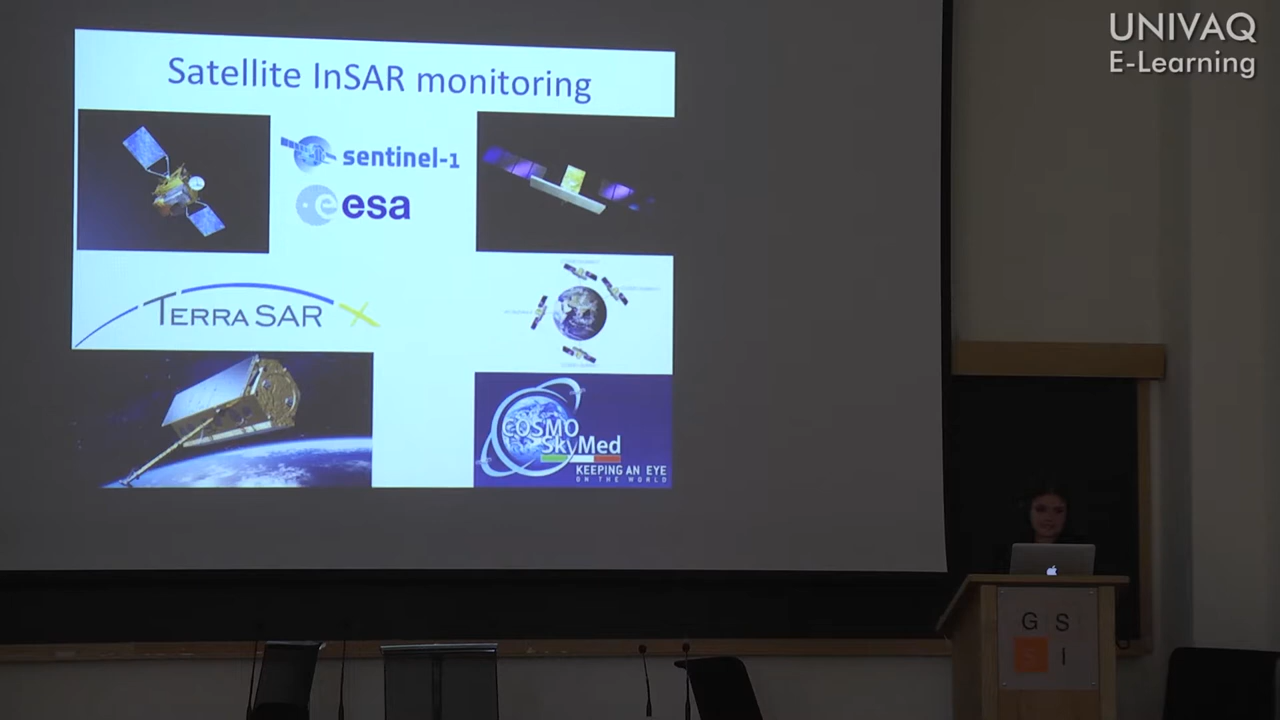 UNIVAQ
E-Learning
Satellite InSAR monitoring
sentinel-1
esa
TERRA SAR X
COSMO
SkyMed
KEEPING AN EYE
ON THE WORLD
G S
S I